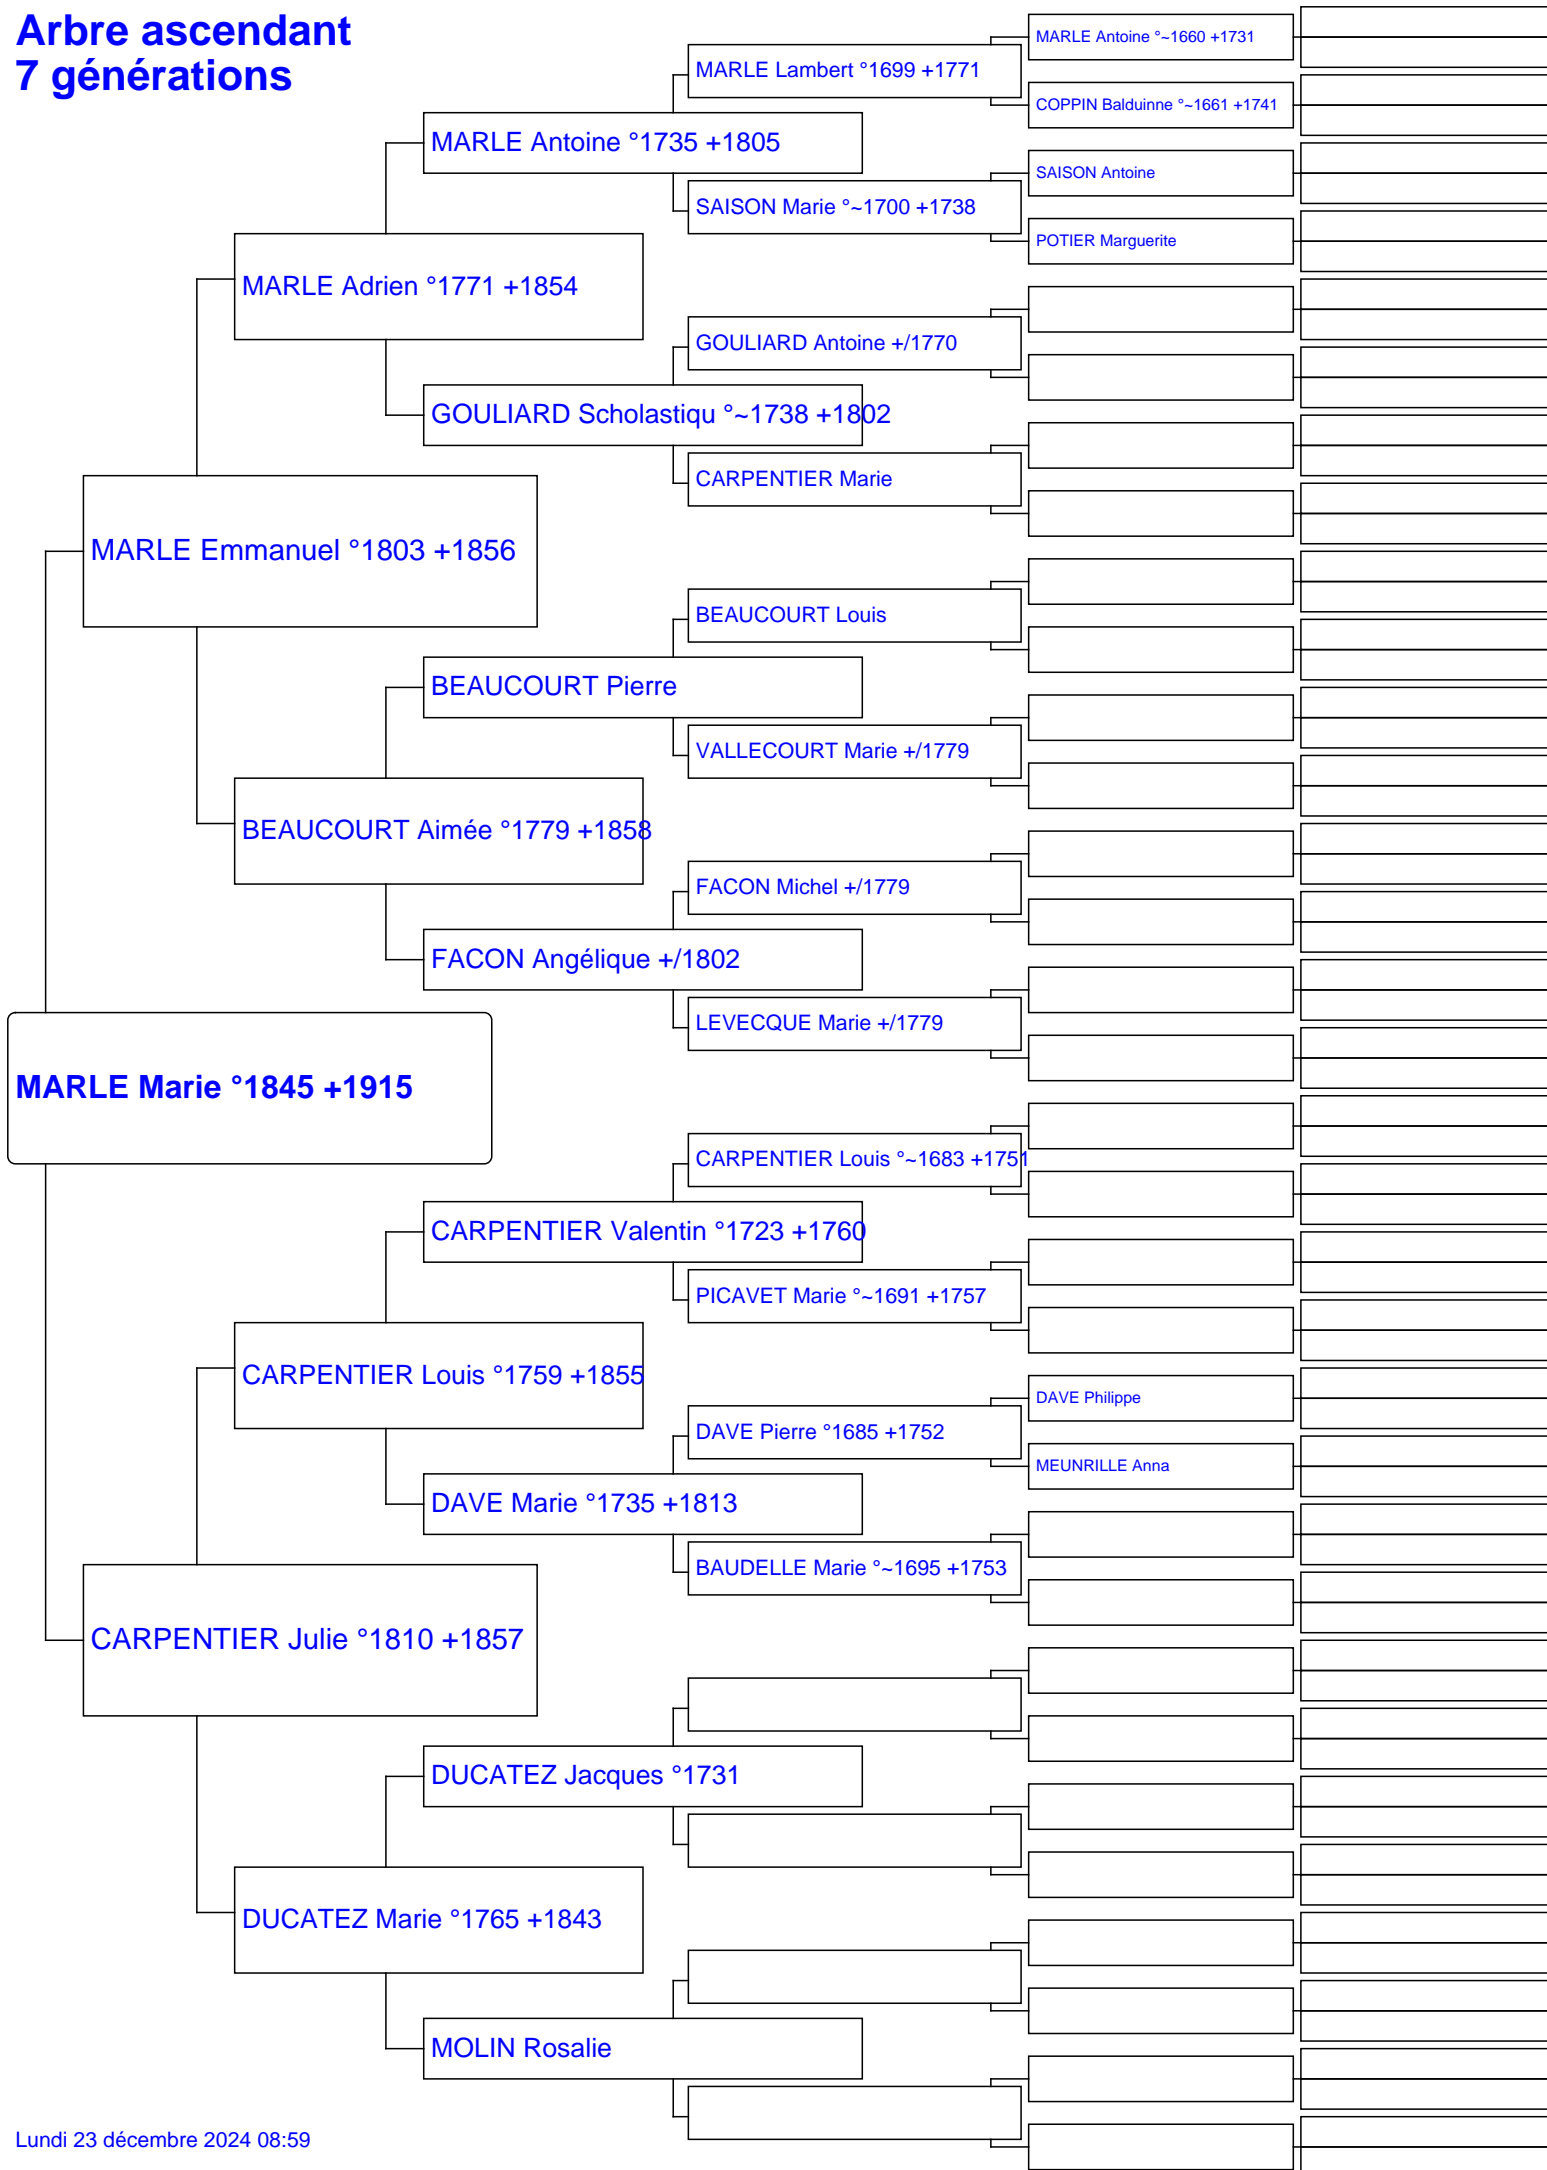 Arbre ascendant
7 générations
MARLE Antoine °~1660 +1731
MARLE Lambert °1699 +1771
COPPIN Balduinne °~1661 +1741
MARLE Antoine °1735 +1805
SAISON Antoine
SAISON Marie °~1700 +1738
POTIER Marguerite
MARLE Adrien °1771 +1854
GOULIARD Antoine +/1770
GOULIARD Scholastiqu °~1738 +1802
CARPENTIER Marie
MARLE Emmanuel °1803 +1856
BEAUCOURT Louis
BEAUCOURT Pierre
VALLECOURT Marie +/1779
BEAUCOURT Aimée °1779 +1858
FACON Michel +/1779
FACON Angélique +/1802
LEVECQUE Marie +/1779
MARLE Marie °1845 +1915
CARPENTIER Louis °~1683 +1751
CARPENTIER Valentin °1723 +1760
PICAVET Marie °~1691 +1757
CARPENTIER Louis °1759 +1855
DAVE Philippe
DAVE Pierre °1685 +1752
MEUNRILLE Anna
DAVE Marie °1735 +1813
BAUDELLE Marie °~1695 +1753
CARPENTIER Julie °1810 +1857
DUCATEZ Jacques °1731
DUCATEZ Marie °1765 +1843
MOLIN Rosalie
Lundi 23 décembre 2024 08:59